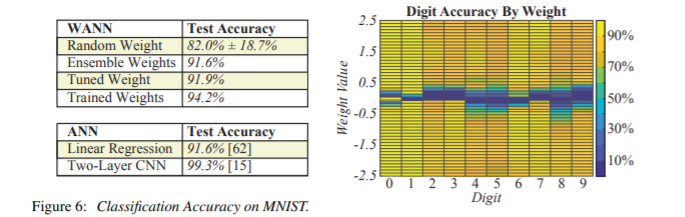 WANN Test Accuracy
Random Weight 82.0% ± 18.7%
Ensemble Weights 91.6%
Tuned Weight 91.9%
Trained Weights 94.2%
ANN Test Accuracy
Linear Regression 91.6% [62]
Two-Layer CNN 99.3% [15]
Digit Accuracy By Weight
Weight Value
2.5
1.5
0.5
-0.5
-1.5
-2.5
0 1 2 3 4 5 6 7 8 9
Digit
90%
70%
50%
30%
10%
Figure 6: Classification Accuracy on MNIST.